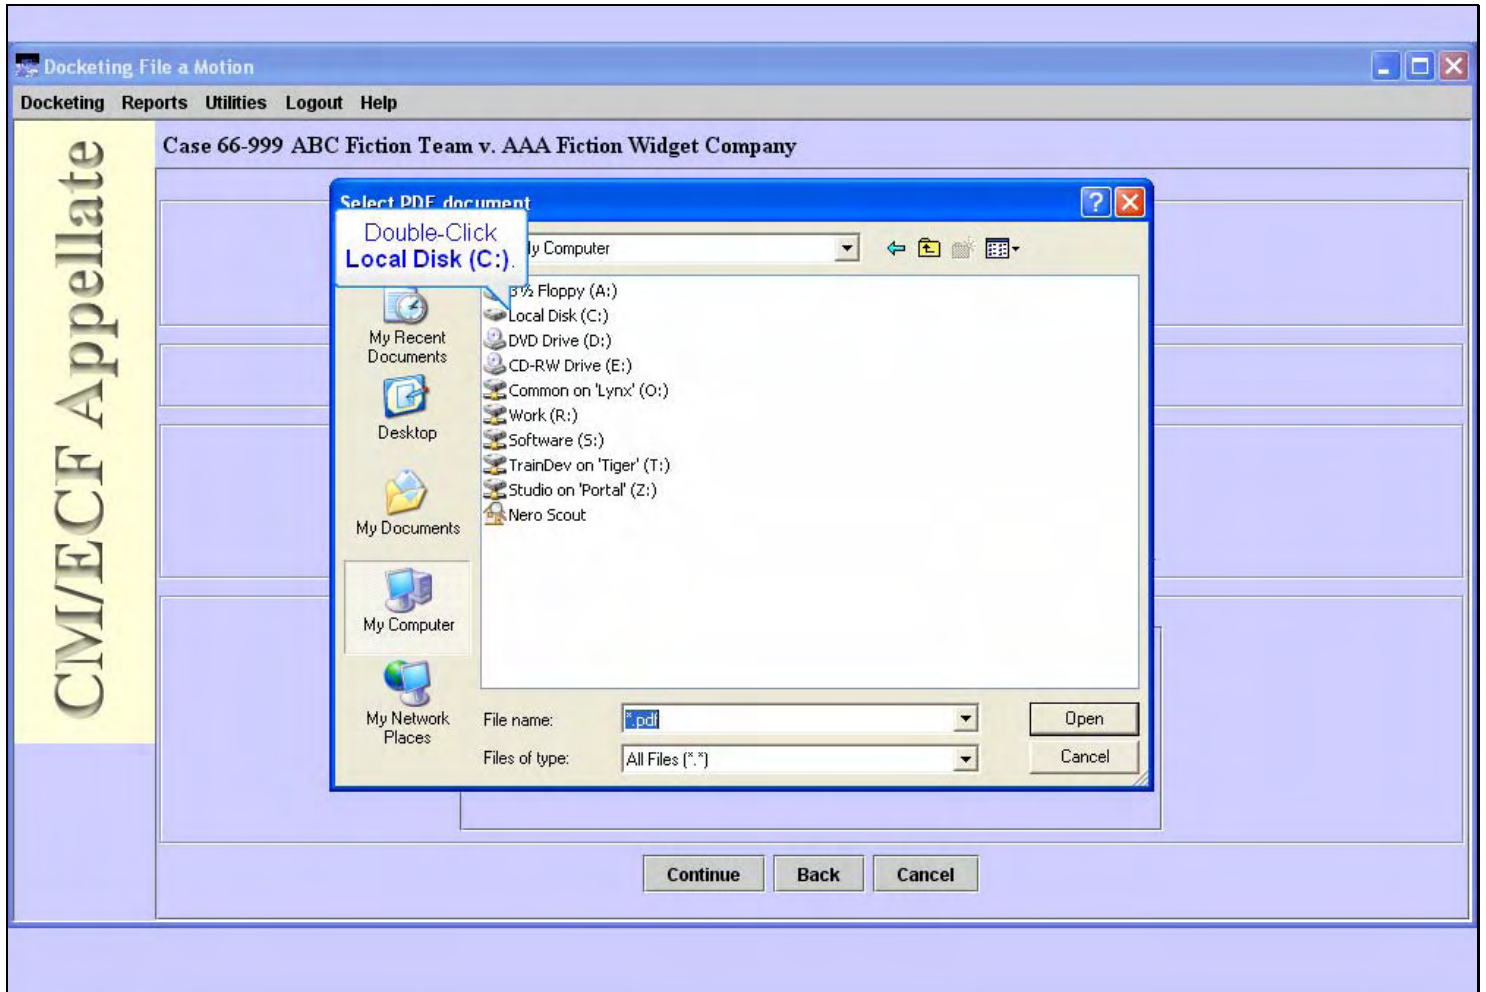 Docketing File a Motion
Docketing Reports Utilities Logout Help
CM/ECF Appellate
Case 66-999 ABC Fiction Team v. AAA Fiction Widget Company
Select PDF document
Double-Click
Local Disk (C:).
My Computer
3½ Floppy (A:)
Local Disk (C:)
DVD Drive (D:)
CD-RW Drive (E:)
Common on 'Lynx' (O:)
Work (R:)
Software (S:)
TrainDev on 'Tiger' (T:)
Studio on 'Portal' (Z:)
Nero Scout
My Recent
Documents
Desktop
My Documents
My Computer
My Network
Places
File name: *.pdf Open
Files of type: All Files (*.*) Cancel
Continue Back Cancel